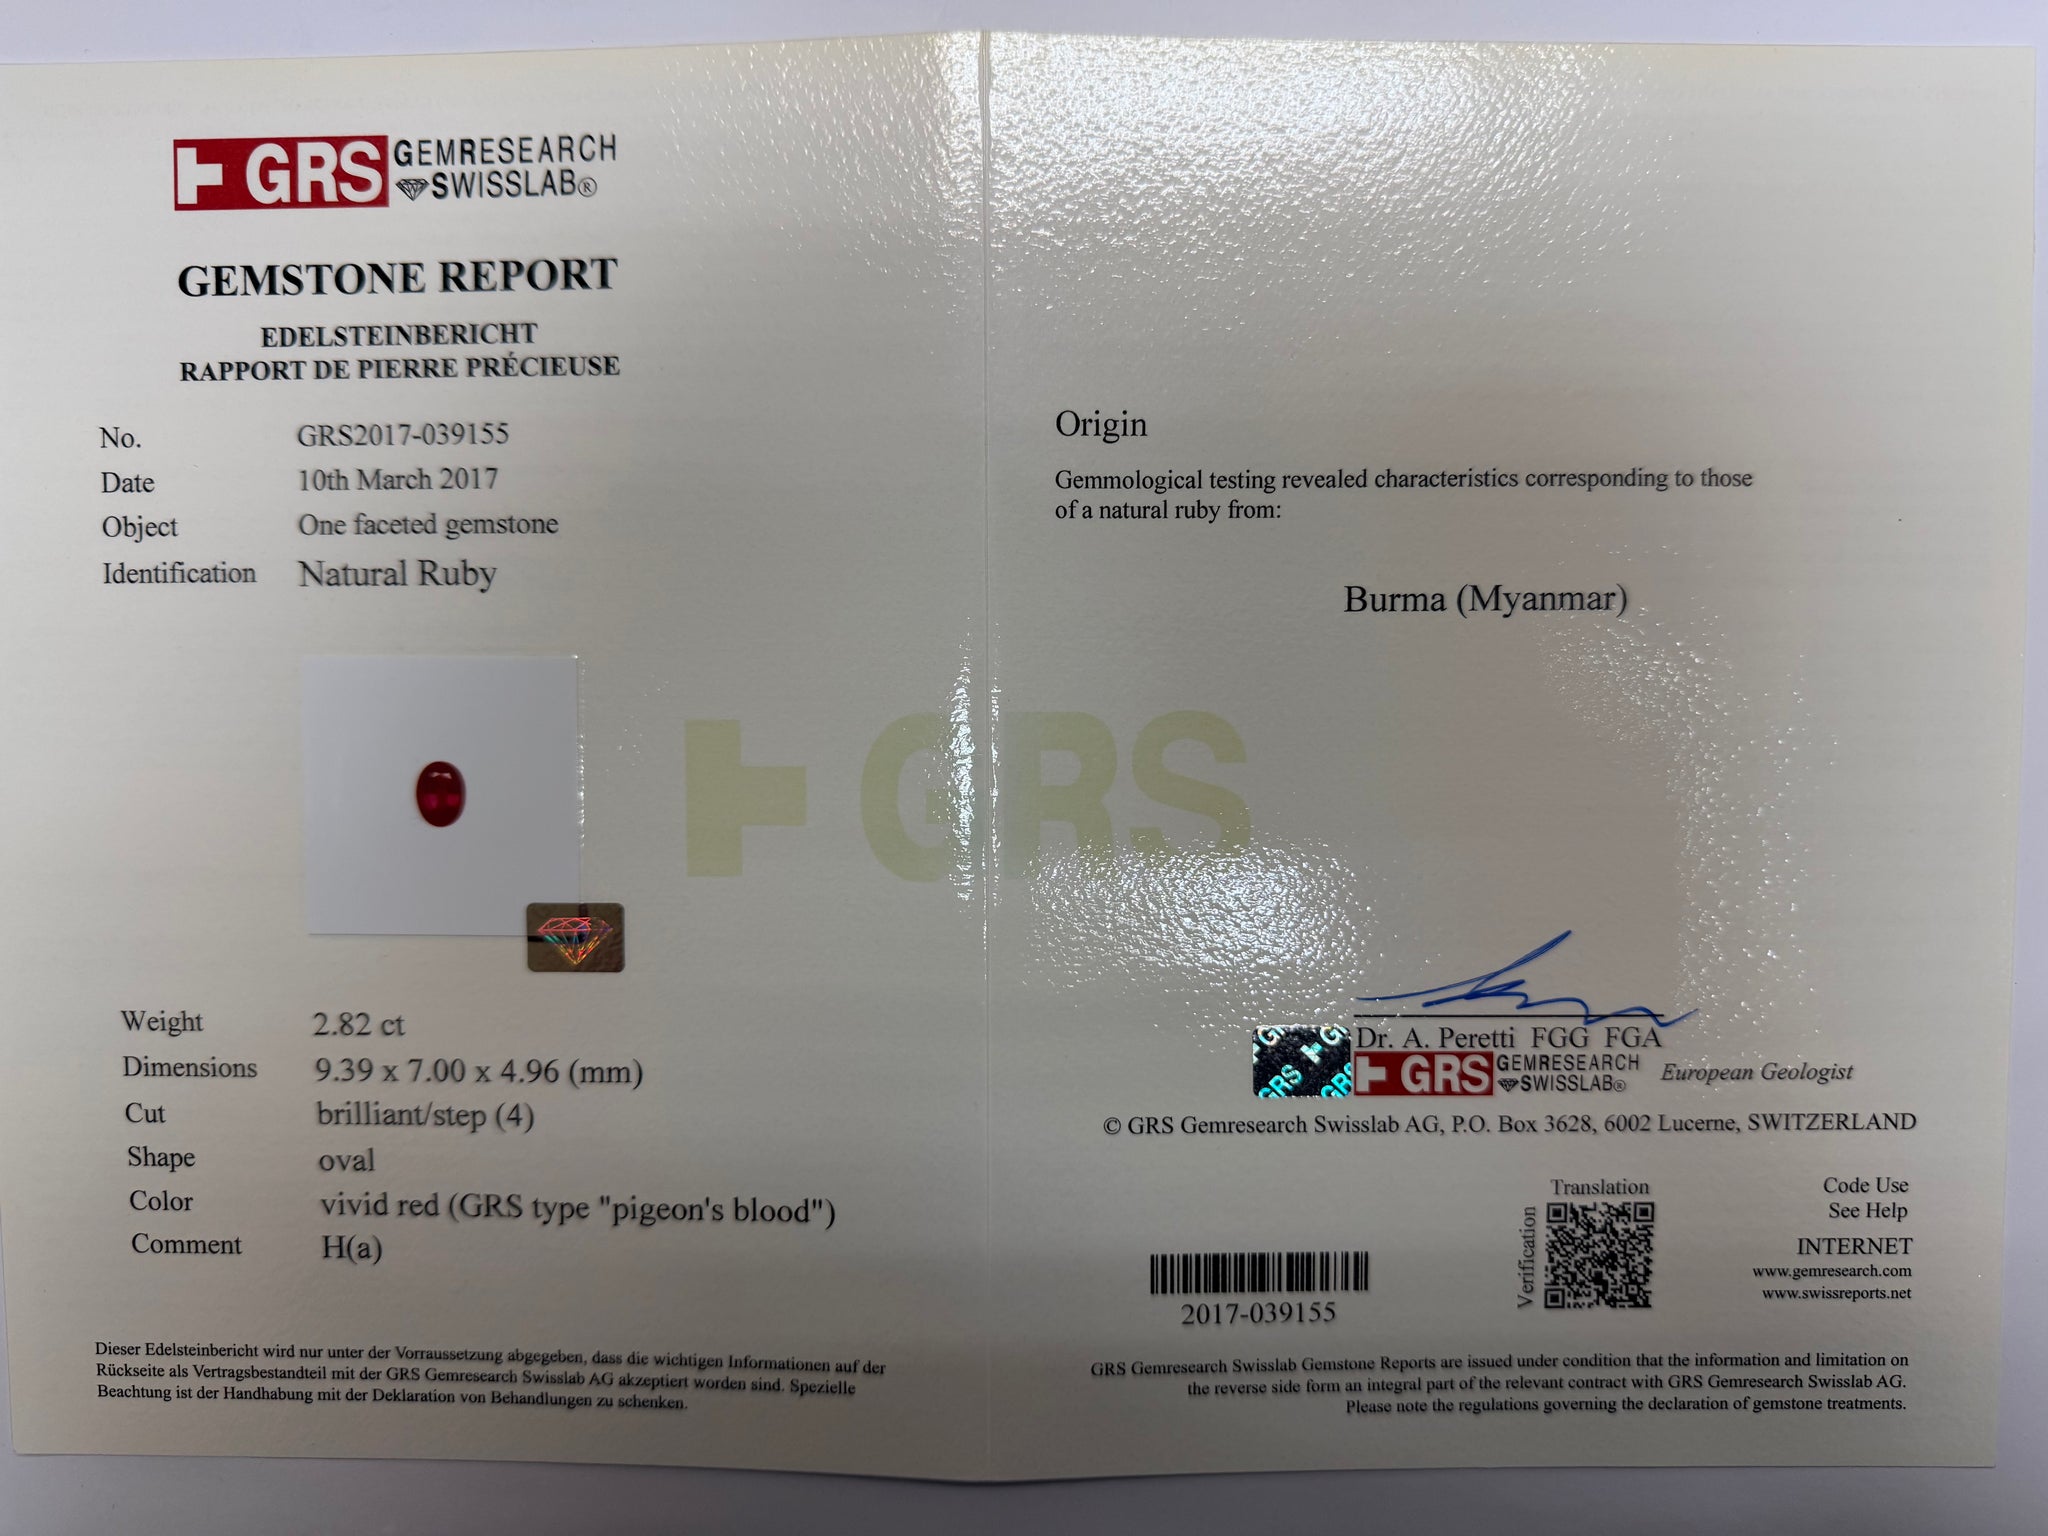 GRS GEMRESEARCH
SWISSLAB®
GEMSTONE REPORT
EDELSTEINBERICHT
RAPPORT DE PIERRE PRÉCIEUSE
No. GRS2017-039155
Date 10th March 2017
Object One faceted gemstone
Identification Natural Ruby
GRS
Weight 2.82 ct
Dimensions 9.39 x 7.00 x 4.96 (mm)
Cut brilliant/step (4)
Shape oval
Color vivid red (GRS type "pigeon's blood")
Comment H(a)
Dieser Edelsteinbericht wird nur unter der Vorraussetzung abgegeben, dass die wichtigen Informationen auf der
Rückseite als Vertragsbestandteil mit der GRS Gemresearch Swisslab AG akzeptiert worden sind. Spezielle
Beachtung ist der Handhabung mit der Deklaration von Behandlungen zu schenken.
Origin
Gemmological testing revealed characteristics corresponding to those
of a natural ruby from:
Burma (Myanmar)
Dr. A. Peretti FGG FGA
GRS GEMRESEARCH
SWISSLAB®
European Geologist
GRS
© GRS Gemresearch Swisslab AG, P.O. Box 3628, 6002 Lucerne, SWITZERLAND
Translation
Verification
Code Use
See Help
INTERNET
www.gemresearch.com
www.swissreports.net
2017-039155
GRS Gemresearch Swisslab Gemstone Reports are issued under condition that the information and limitation on
the reverse side form an integral part of the relevant contract with GRS Gemresearch Swisslab AG.
Please note the regulations governing the declaration of gemstone treatments.